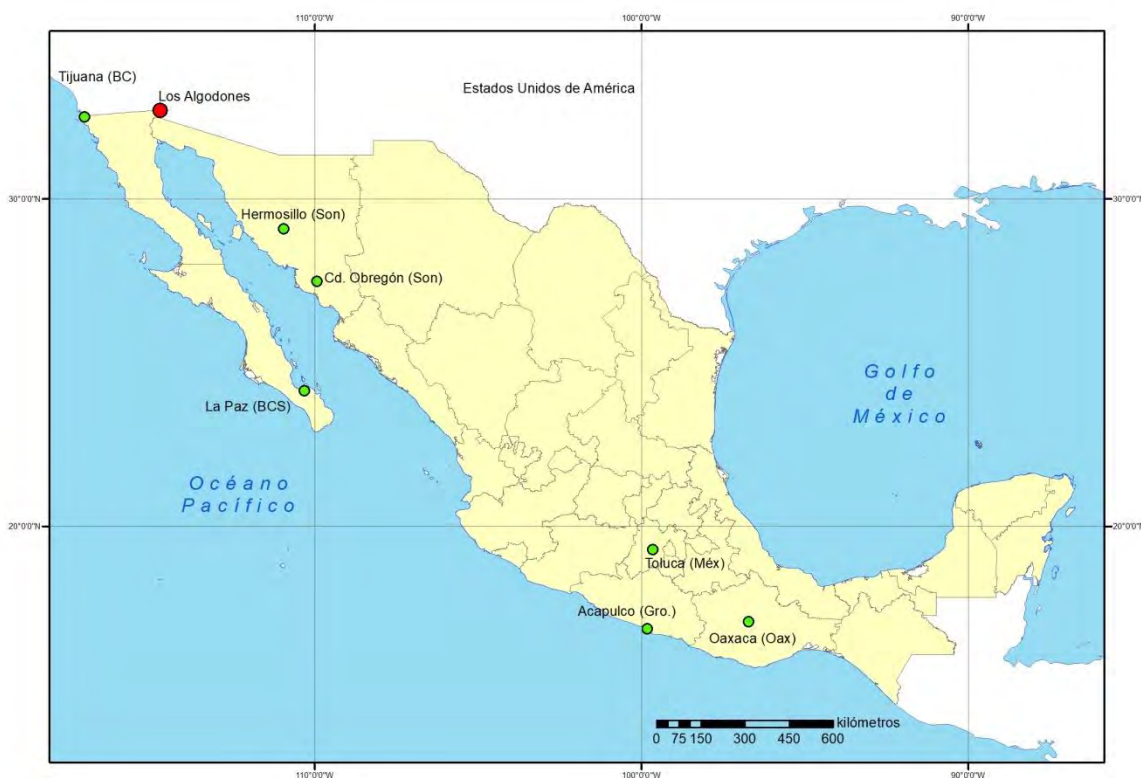 110°0'0"W
100°0'0"W
90°0'0"W
Tijuana (BC)
Estados Unidos de América
Los Algodones
30°0'0"N
30°0'0"N
Hermosillo (Son)
Cd. Obregón (Son)
Golfo
de
México
La Paz (BCS)
Océano
Pacífico
20°0'0"N
20°0'0"N
Toluca (Méx)
Acapulco (Gro.)
Oaxaca (Oax)
kilómetros
0 75 150 300 450 600
110°0'0"W
100°0'0"W
90°0'0"W